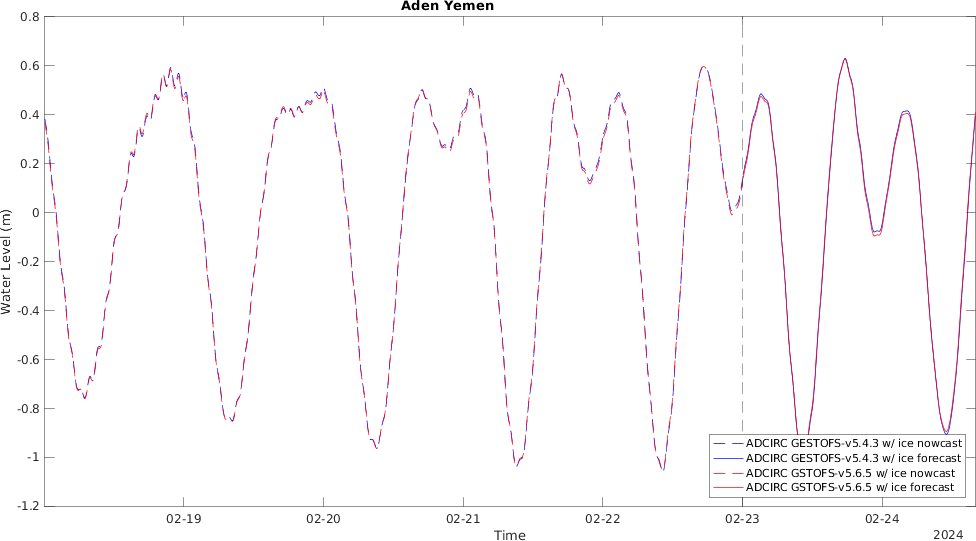 Aden Yemen
0.8
0.6
0.4
0.2
0
-0.2
-0.4
-0.6
-0.8
-1
-1.2
Water Level (m)
ADCIRC GESTOFS-v5.4.3 w/ ice nowcast
ADCIRC GESTOFS-v5.4.3 w/ ice forecast
ADCIRC GSTOFS-v5.6.5 w/ ice nowcast
ADCIRC GSTOFS-v5.6.5 w/ ice forecast
02-19 02-20 02-21 02-22 02-23 02-24
Time
2024